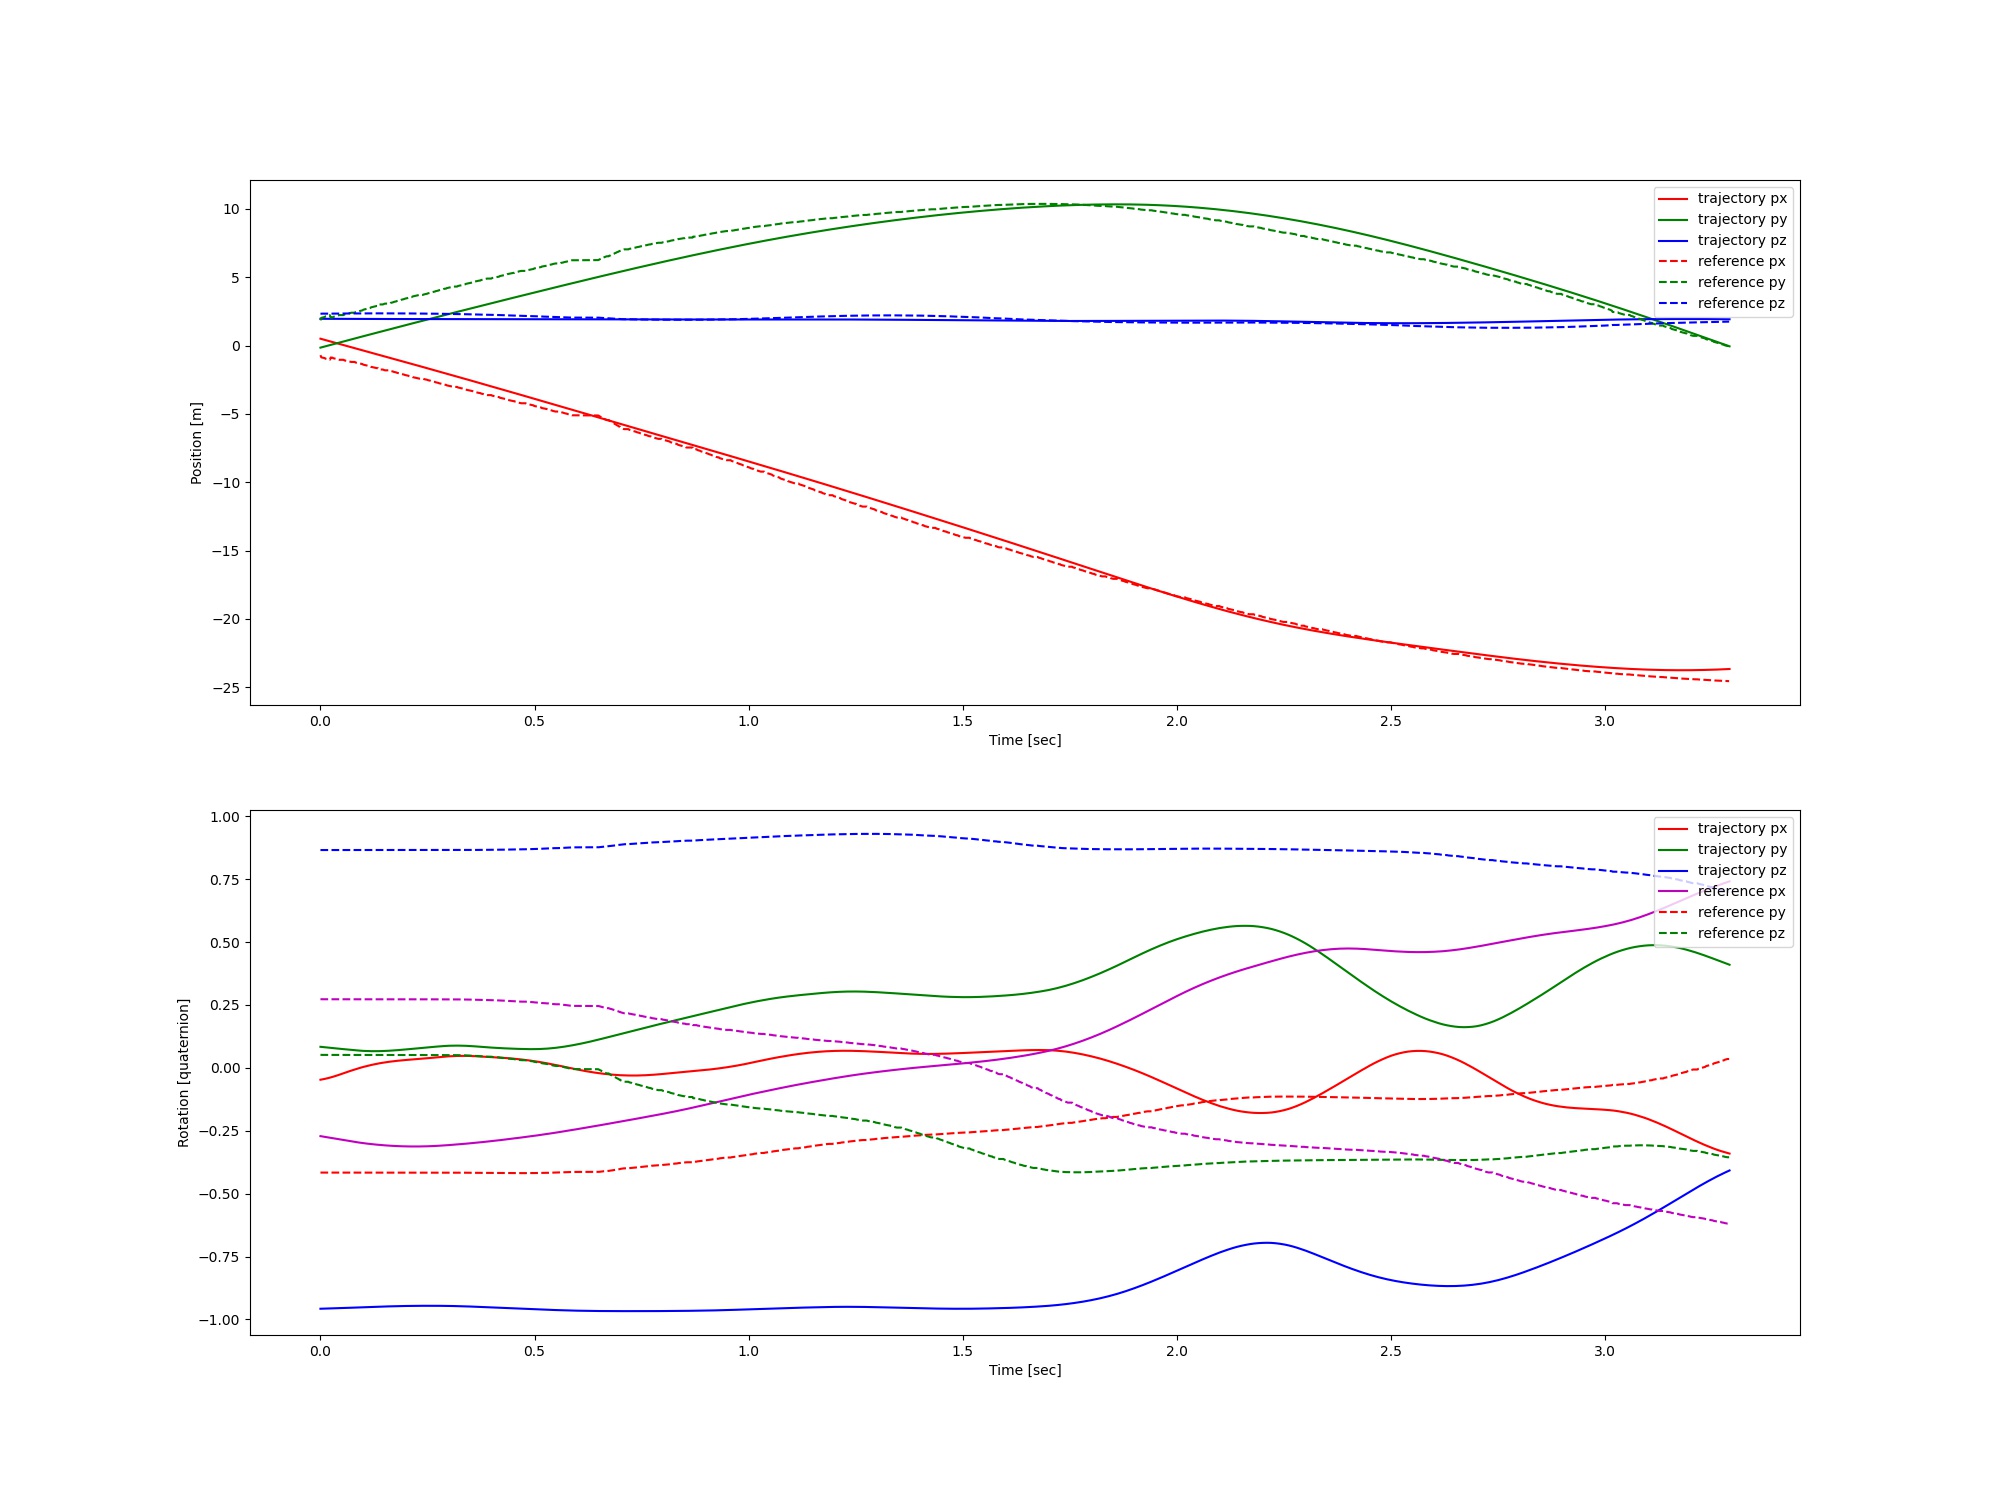 10
5
0
−5
−10
−15
−20
−25
Position [m]
trajectory px
trajectory py
trajectory pz
reference px
reference py
reference pz
0.0 0.5 1.0 1.5 2.0 2.5 3.0
Time [sec]
1.00
0.75
0.50
0.25
0.00
−0.25
−0.50
−0.75
−1.00
Rotation [quaternion]
trajectory px
trajectory py
trajectory pz
reference px
reference py
reference pz
0.0 0.5 1.0 1.5 2.0 2.5 3.0
Time [sec]